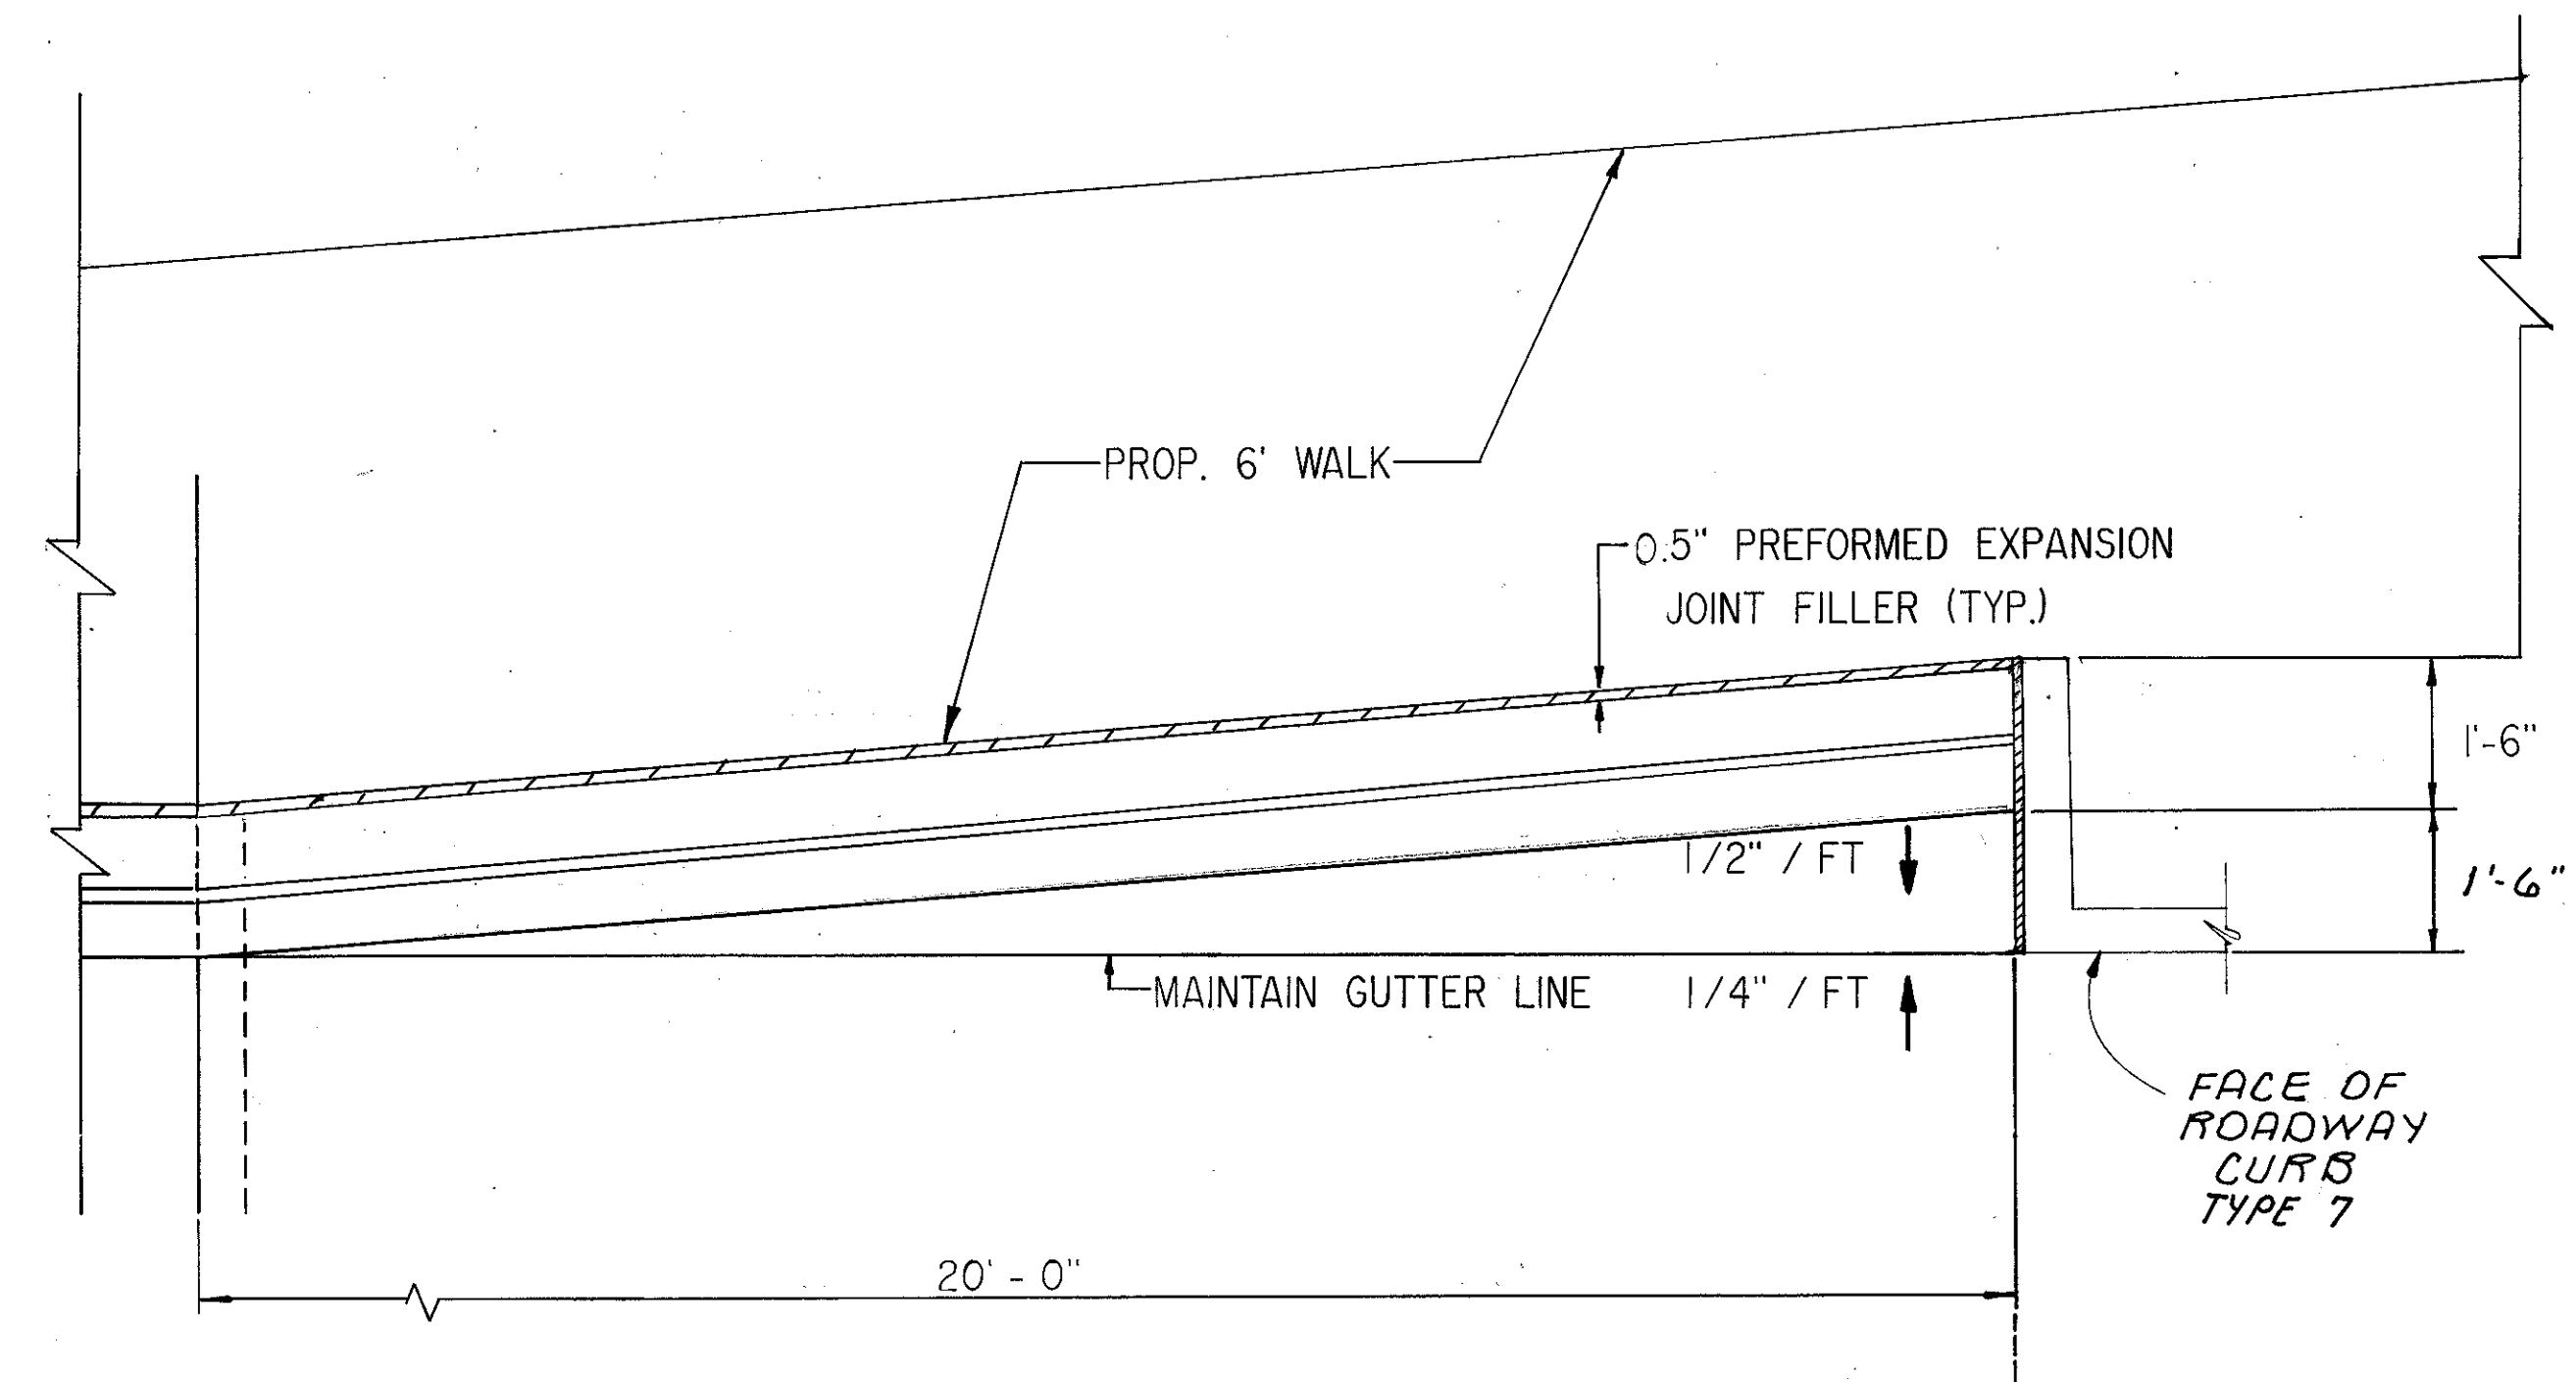 PROP. 6' WALK
0.5" PREFORMED EXPANSION
JOINT FILLER (TYP.)
1'-6"
1/2" / FT
1'-6"
MAINTAIN GUTTER LINE
1/4" / FT
FACE OF
ROADWAY
CURB
TYPE 7
20' - 0"